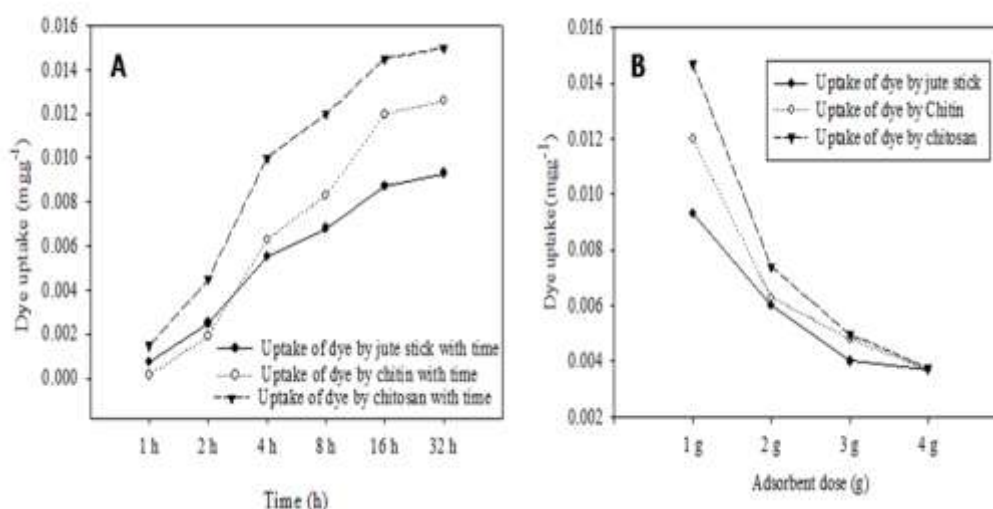 A
0.016
0.014
0.012
0.010
0.008
0.006
0.004
0.002
0.000
Dye uptake (mgg⁻¹)
Uptake of dye by jute stick with time
Uptake of dye by chitin with time
Uptake of dye by chitosan with time
1 h 2 h 4 h 8 h 16 h 32 h
Time (h)
B
0.016
0.014
0.012
0.010
0.008
0.006
0.004
0.002
Dye uptake(mgg⁻¹)
Uptake of dye by jute stick
Uptake of dye by Chitin
Uptake of dye by chitosan
1 g 2 g 3 g 4 g
Adsorbent dose (g)